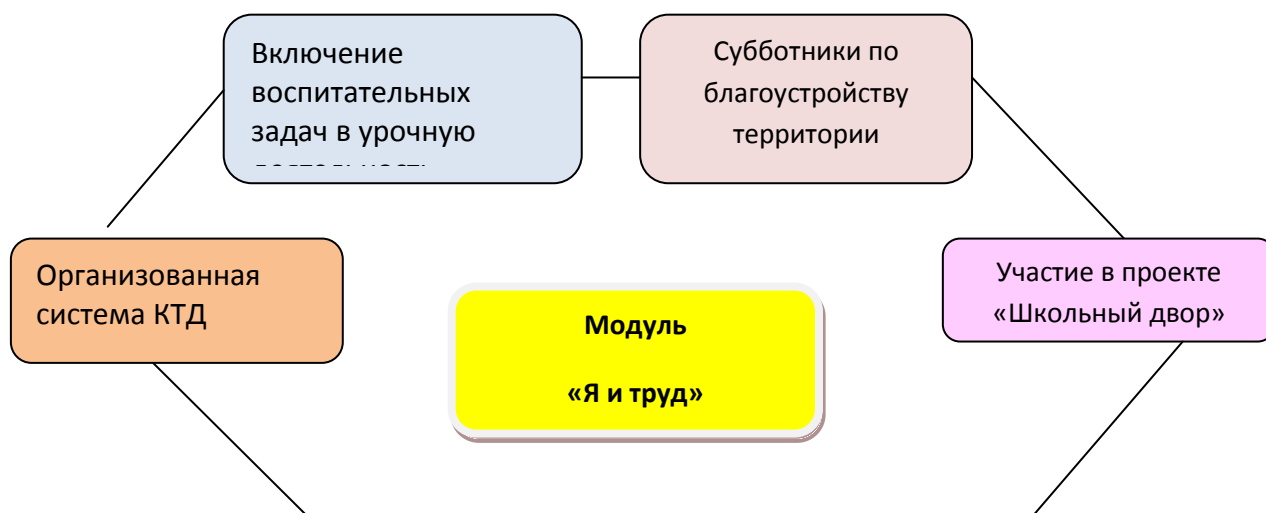 Включение
воспитательных
задач в урочную
Субботники по
благоустройству
территории
Организованная
система КТД
Участие в проекте
«Школьный двор»
Модуль
«Я и труд»